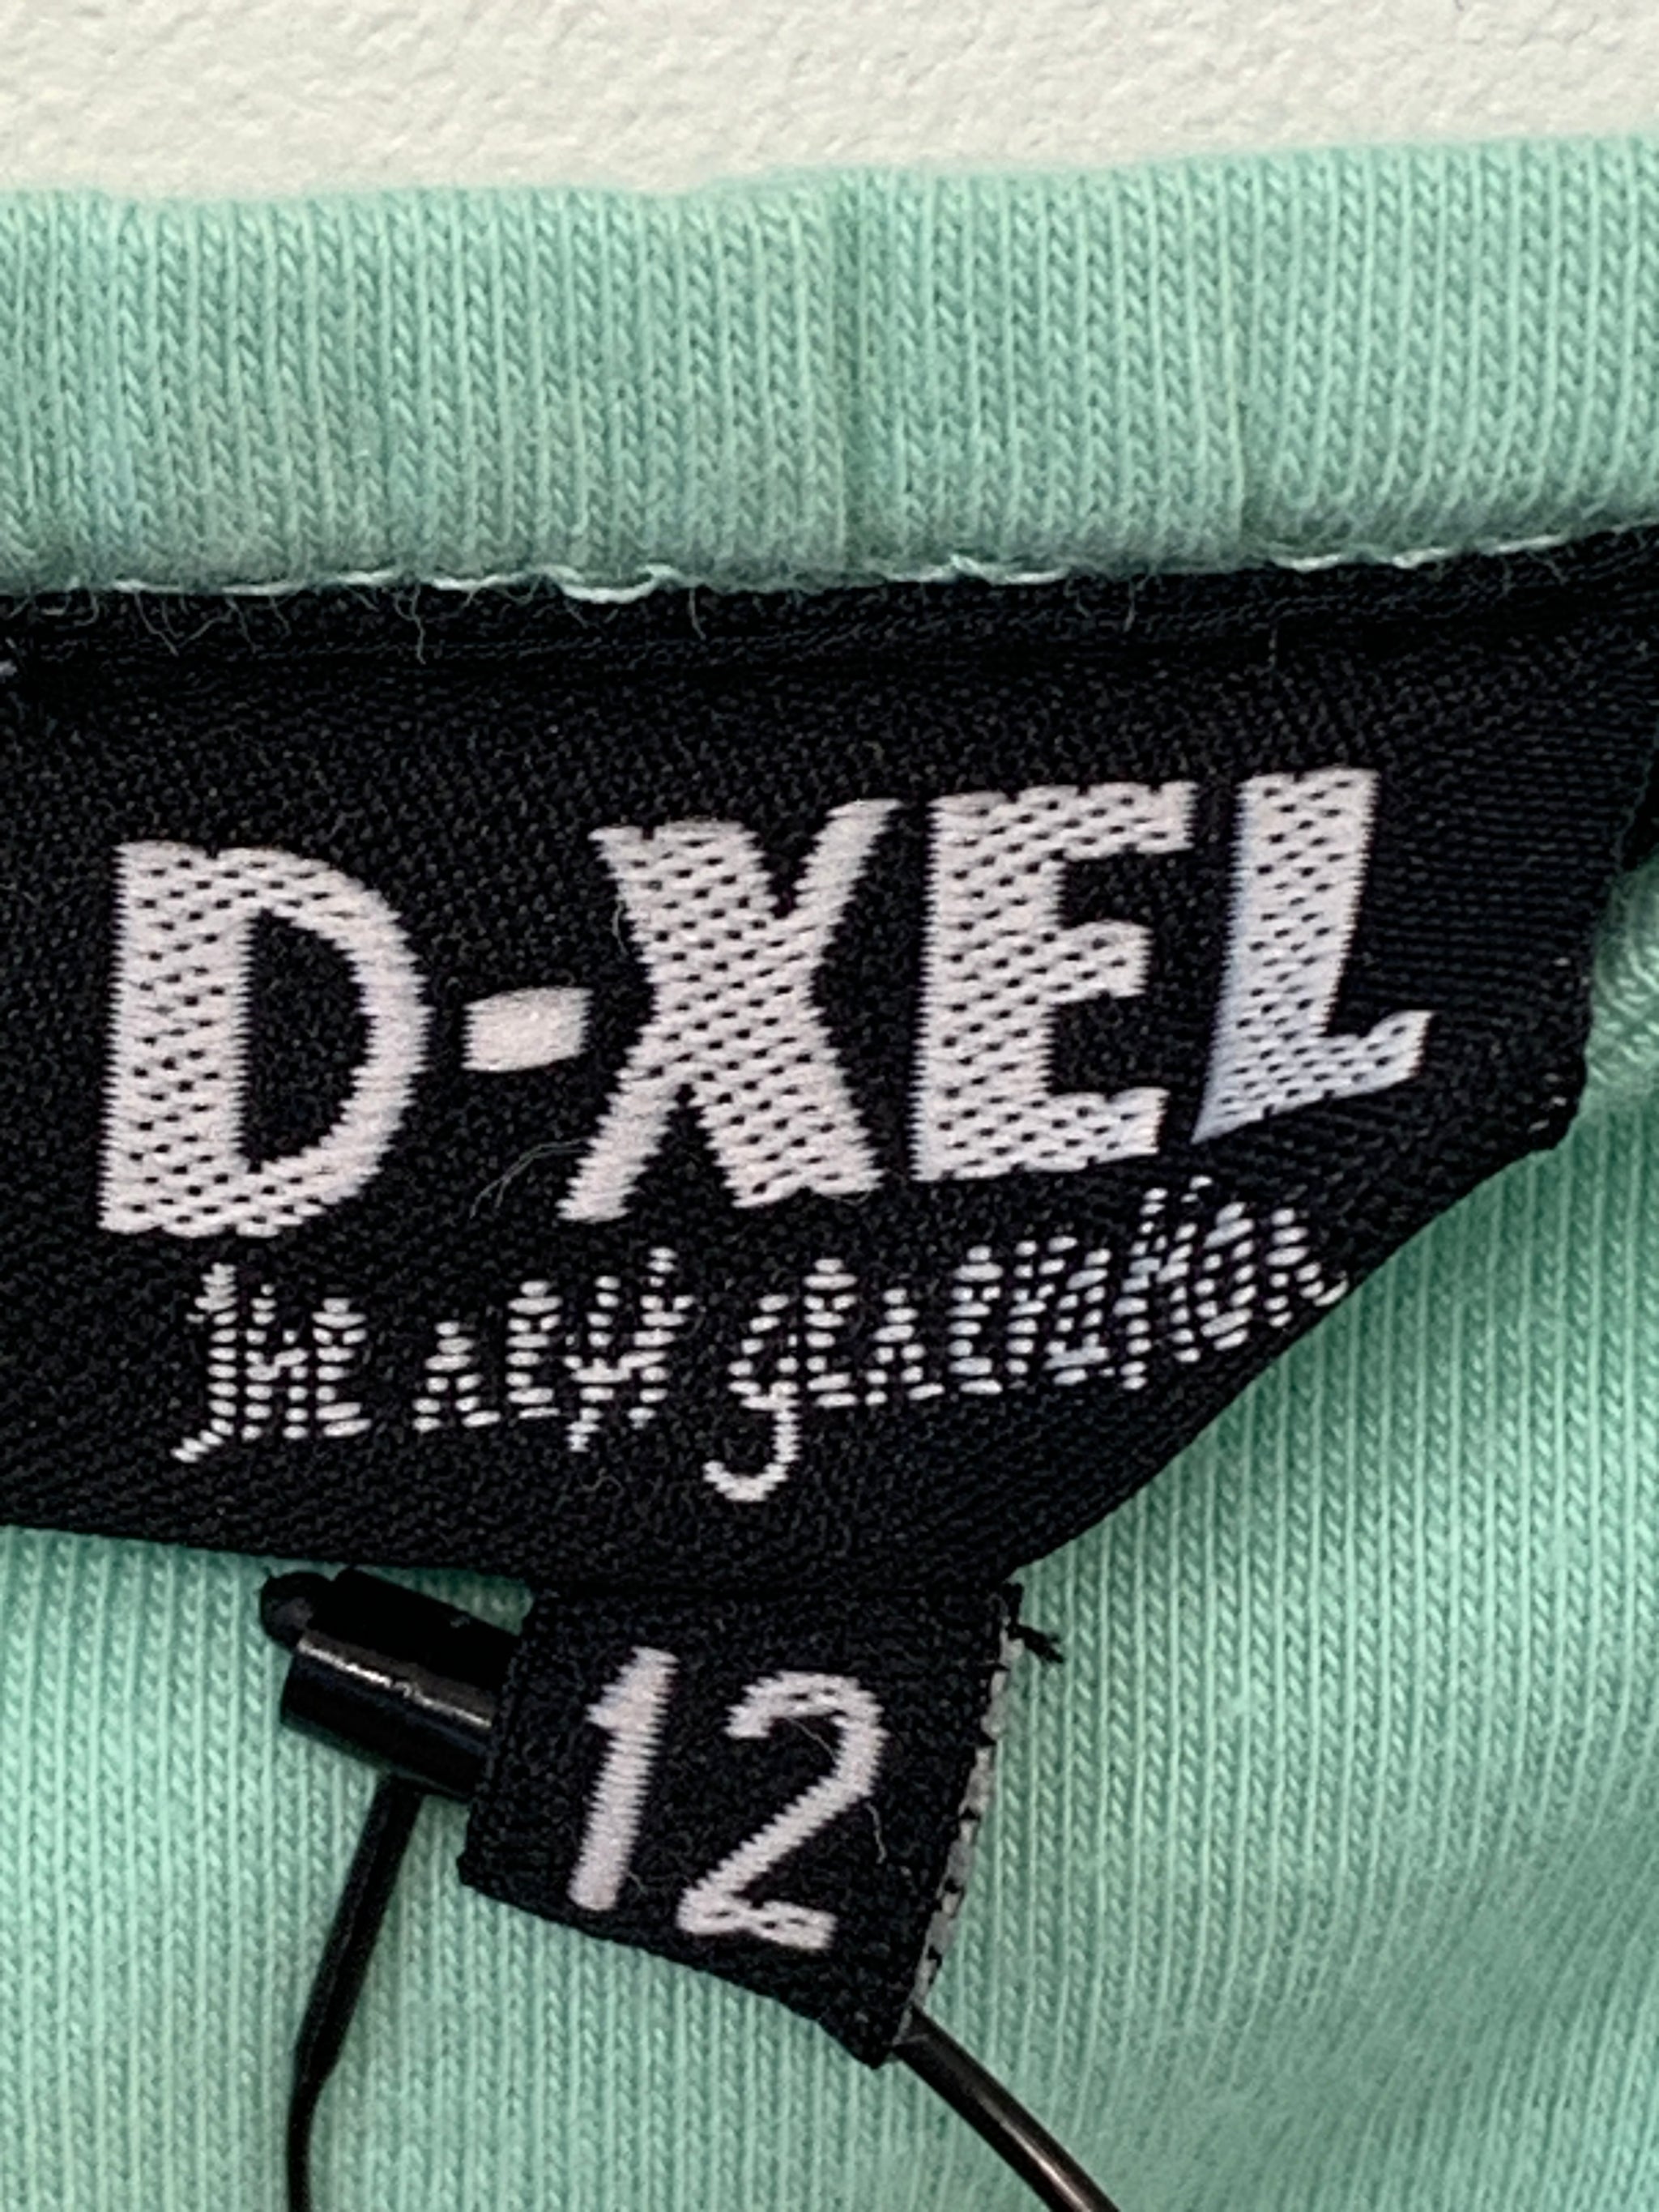 D-XEL
THE NEW gENERATION
12